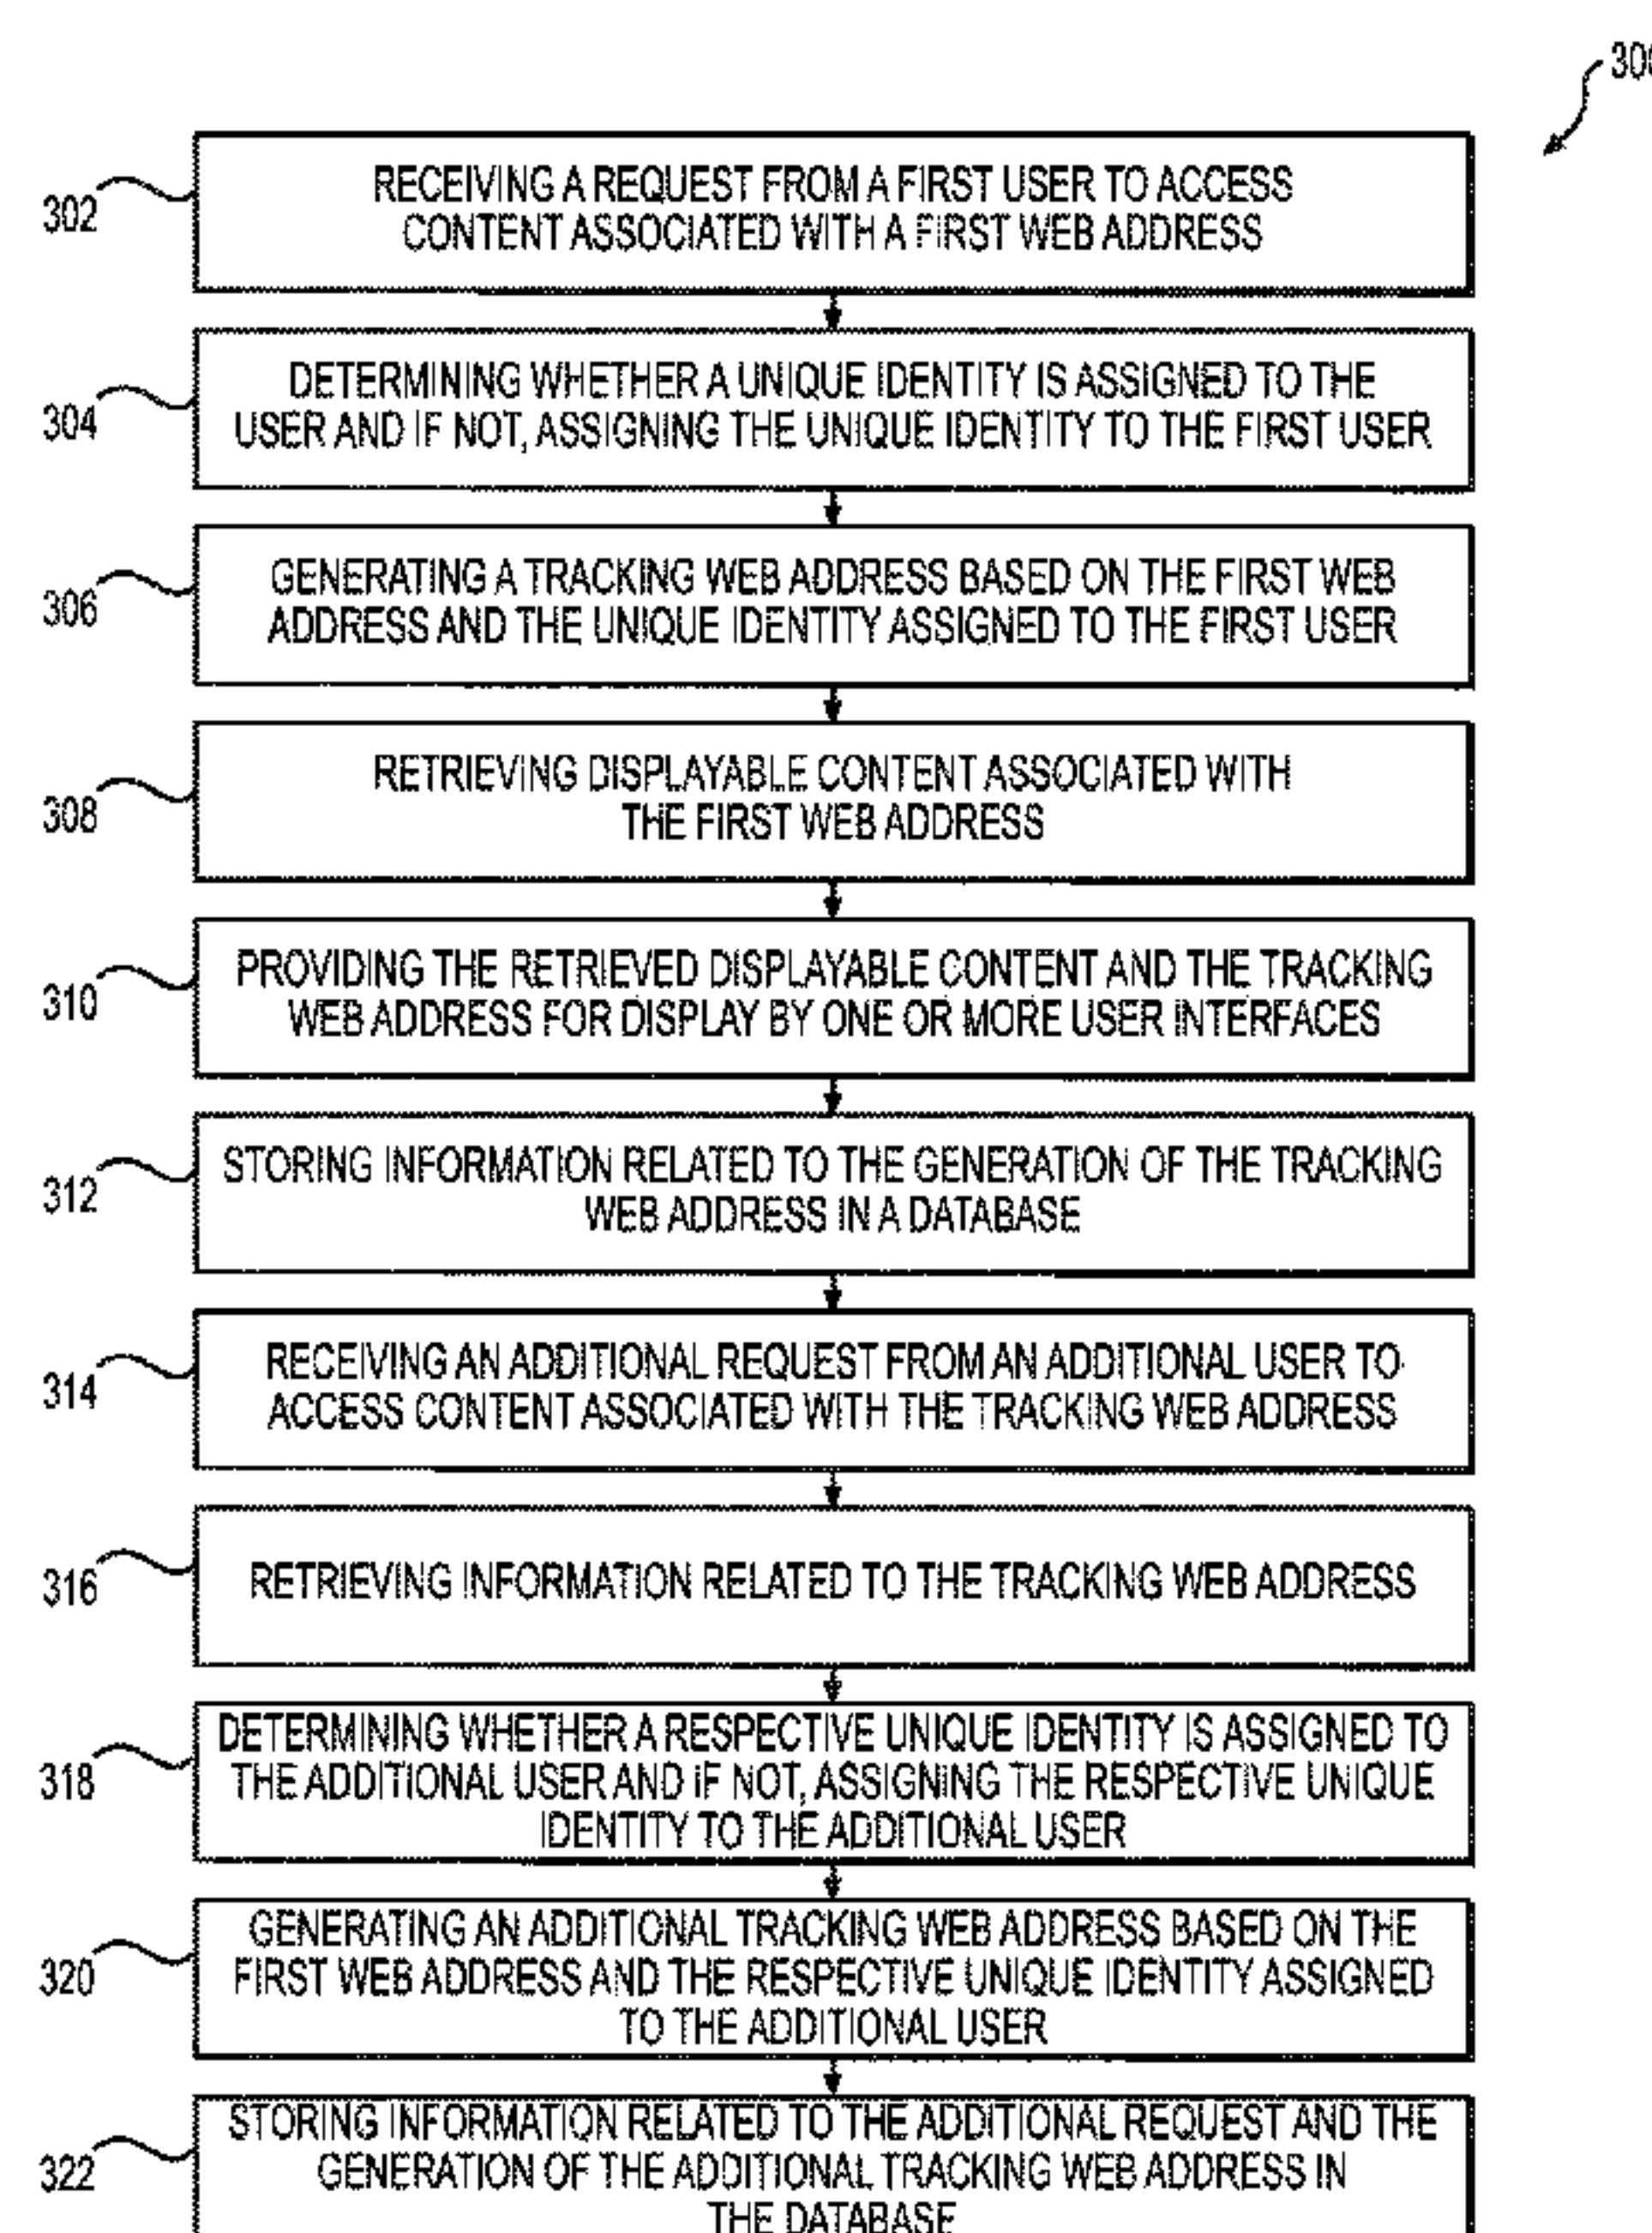 300
302
RECEIVING A REQUEST FROM A FIRST USER TO ACCESS
CONTENT ASSOCIATED WITH A FIRST WEB ADDRESS
304
DETERMINING WHETHER A UNIQUE IDENTITY IS ASSIGNED TO THE
USER AND IF NOT, ASSIGNING THE UNIQUE IDENTITY TO THE FIRST USER
306
GENERATING A TRACKING WEB ADDRESS BASED ON THE FIRST WEB
ADDRESS AND THE UNIQUE IDENTITY ASSIGNED TO THE FIRST USER
308
RETRIEVING DISPLAYABLE CONTENT ASSOCIATED WITH
THE FIRST WEB ADDRESS
310
PROVIDING THE RETRIEVED DISPLAYABLE CONTENT AND THE TRACKING
WEB ADDRESS FOR DISPLAY BY ONE OR MORE USER INTERFACES
312
STORING INFORMATION RELATED TO THE GENERATION OF THE TRACKING
WEB ADDRESS IN A DATABASE
314
RECEIVING AN ADDITIONAL REQUEST FROM AN ADDITIONAL USER TO
ACCESS CONTENT ASSOCIATED WITH THE TRACKING WEB ADDRESS
316
RETRIEVING INFORMATION RELATED TO THE TRACKING WEB ADDRESS
318
DETERMINING WHETHER A RESPECTIVE UNIQUE IDENTITY IS ASSIGNED TO
THE ADDITIONAL USER AND IF NOT, ASSIGNING THE RESPECTIVE UNIQUE
IDENTITY TO THE ADDITIONAL USER
320
GENERATING AN ADDITIONAL TRACKING WEB ADDRESS BASED ON THE
FIRST WEB ADDRESS AND THE RESPECTIVE UNIQUE IDENTITY ASSIGNED
TO THE ADDITIONAL USER
322
STORING INFORMATION RELATED TO THE ADDITIONAL REQUEST AND THE
GENERATION OF THE ADDITIONAL TRACKING WEB ADDRESS IN
THE DATABASE